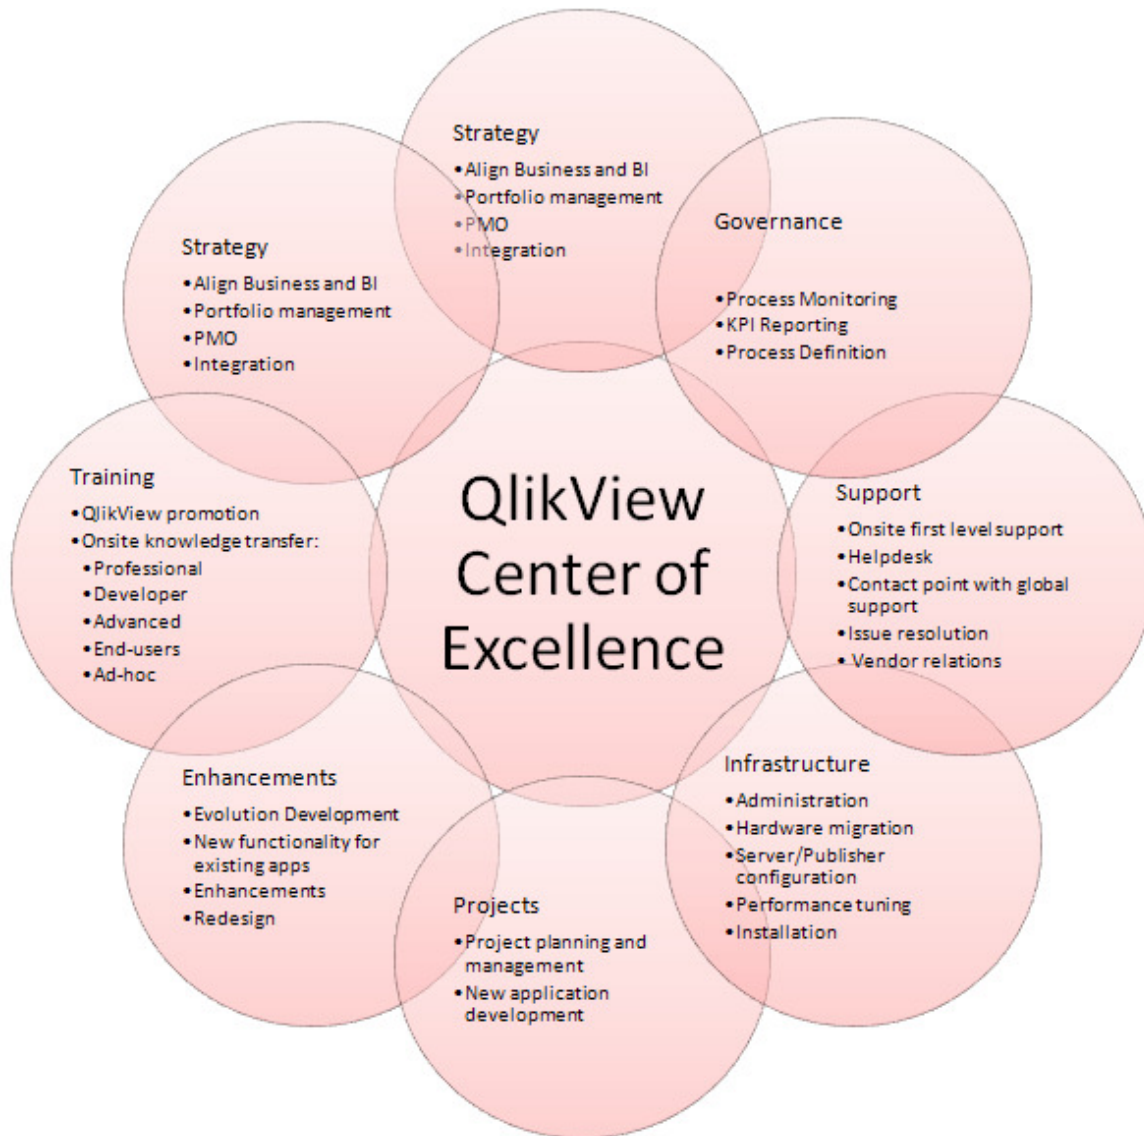 Strategy
•Align Business and BI
•Portfolio management
•PMO
•Integration
Governance
•Process Monitoring
•KPI Reporting
•Process Definition
Strategy
•Align Business and BI
•Portfolio management
•PMO
•Integration
Training
•QlikView promotion
•Onsite knowledge transfer:
•Professional
•Developer
•Advanced
•End-users
•Ad-hoc
QlikView
Center of
Excellence
Support
•Onsite first level support
•Helpdesk
•Contact point with global
support
•Issue resolution
•Vendor relations
Enhancements
•Evolution Development
•New functionality for
existing apps
•Enhancements
•Redesign
Projects
•Project planning and
management
•New application
development
Infrastructure
•Administration
•Hardware migration
•Server/Publisher
configuration
•Performance tuning
•Installation